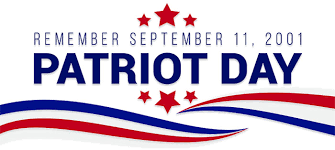 REMEMBER SEPTEMBER 11, 2001
PATRIOT DAY